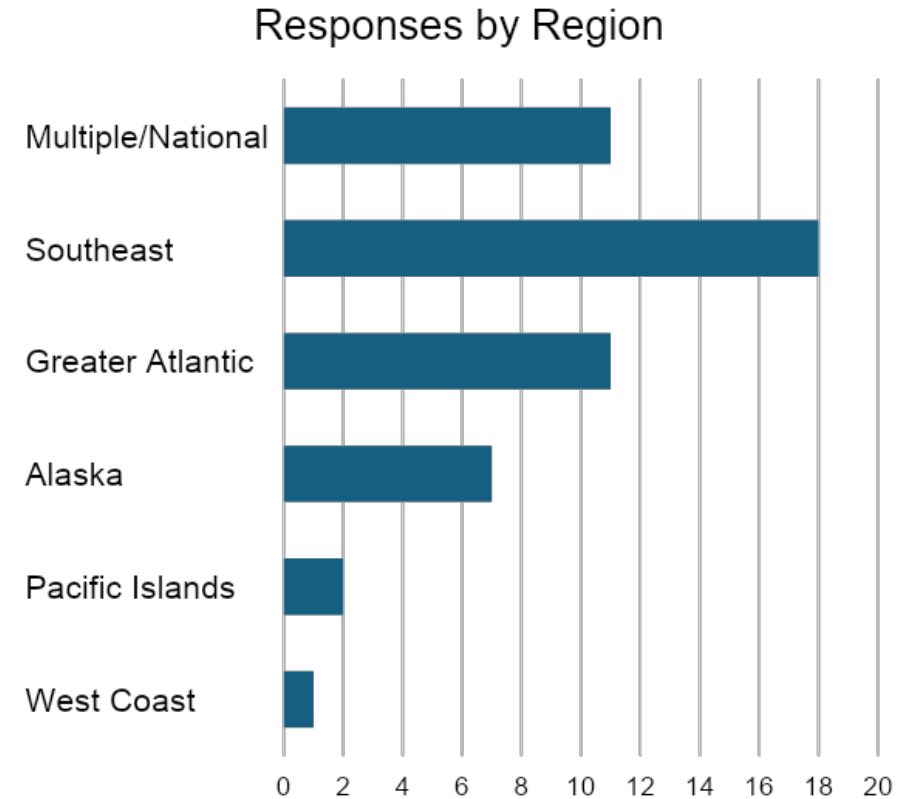 Responses by Region
Multiple/National
Southeast
Greater Atlantic
Alaska
Pacific Islands
West Coast
0 2 4 6 8 10 12 14 16 18 20